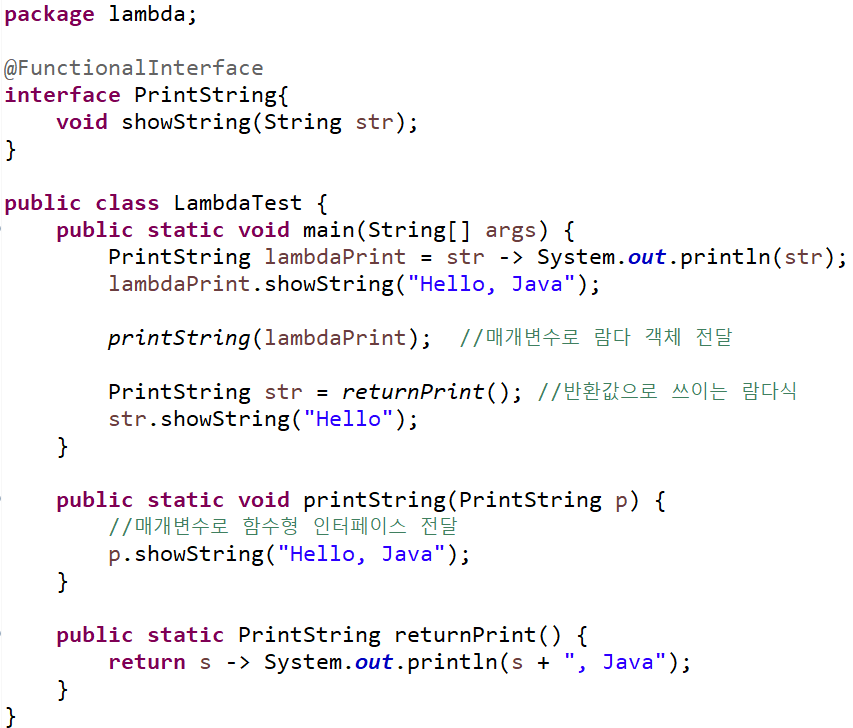 package lambda;
@FunctionalInterface
interface PrintString{
void showString(String str);
}
public class LambdaTest {
public static void main(String[] args) {
PrintString lambdaPrint = str -> System.out.println(str);
lambdaPrint.showString("Hello, Java");
printString(lambdaPrint);  //매개변수로 람다 객체 전달
PrintString str = returnPrint(); //반환값으로 쓰이는 람다식
str.showString("Hello");
}
public static void printString(PrintString p) {
//매개변수로 함수형 인터페이스 전달
p.showString("Hello, Java");
}
public static PrintString returnPrint() {
return s -> System.out.println(s + ", Java");
}
}